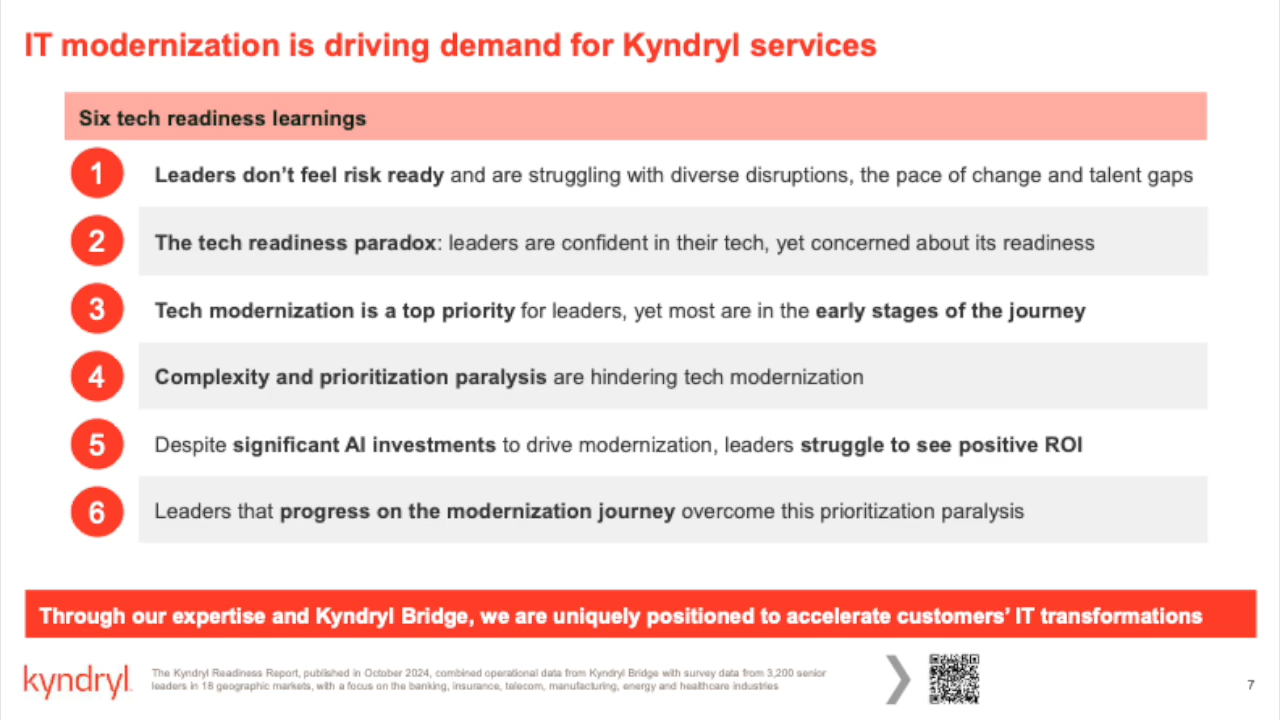 IT modernization is driving demand for Kyndryl services
Six tech readiness learnings
1
Leaders don’t feel risk ready and are struggling with diverse disruptions, the pace of change and talent gaps
2
The tech readiness paradox: leaders are confident in their tech, yet concerned about its readiness
3
Tech modernization is a top priority for leaders, yet most are in the early stages of the journey
4
Complexity and prioritization paralysis are hindering tech modernization
5
Despite significant AI investments to drive modernization, leaders struggle to see positive ROI
6
Leaders that progress on the modernization journey overcome this prioritization paralysis
Through our expertise and Kyndryl Bridge, we are uniquely positioned to accelerate customers’ IT transformations
kyndryl.
The Kyndryl Readiness Report, published in October 2024, combined operational data from Kyndryl Bridge with survey data from 3,200 senior
leaders in 18 geographic markets, with a focus on the banking, insurance, telecom, manufacturing, energy and healthcare industries
7